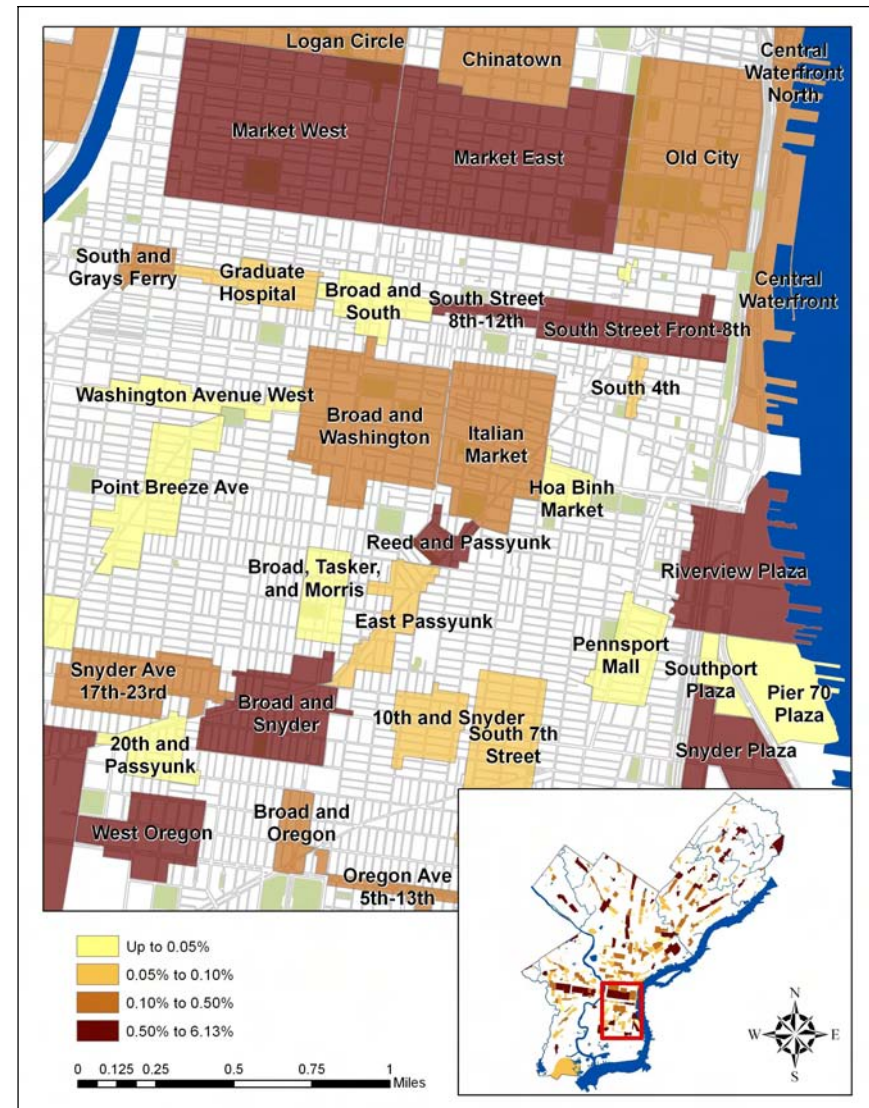 Logan Circle
Chinatown
Central
Waterfront
North
Market West
Market East
Old City
South and
Grays Ferry
Graduate
Hospital
Broad and
South
South Street
8th-12th
South Street Front-8th
Central
Waterfront
South 4th
Washington Avenue West
Broad and
Washington
Italian
Market
Point Breeze Ave
Hoa Binh
Market
Reed and Passyunk
Broad, Tasker,
and Morris
Riverview Plaza
East Passyunk
Pennsport
Mall
Southport
Plaza
Pier 70
Plaza
Snyder Ave
17th-23rd
Broad and
Snyder
10th and Snyder
South 7th
Street
Snyder Plaza
20th and
Passyunk
West Oregon
Broad and
Oregon
Oregon Ave
5th-13th
Up to 0.05%
0.05% to 0.10%
0.10% to 0.50%
0.50% to 6.13%
0 0.125 0.25 0.5 0.75 1
Miles
N
W E
S